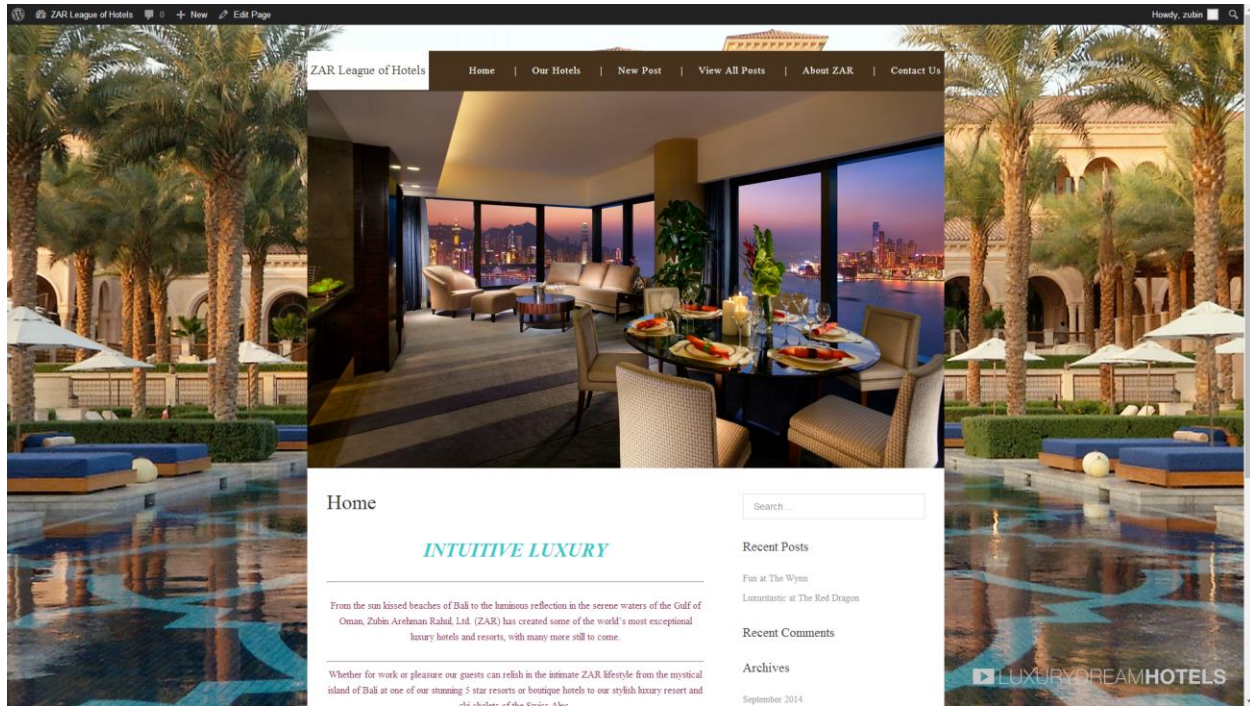 ZAR League of Hotels 0 + New Edit Page Howdy, zubin
ZAR League of Hotels Home | Our Hotels | New Post | View All Posts | About ZAR | Contact Us
Home
Search ...
INTUITIVE LUXURY
Recent Posts
Fun at The Wynn
Luxuritastic at The Red Dragon
From the sun kissed beaches of Bali to the luminous reflection in the serene waters of the Gulf of
Oman, Zubin Arehman Rahul, Ltd. (ZAR) has created some of the world's most exceptional
luxury hotels and resorts, with many more still to come.
Recent Comments
Archives
September 2014
Whether for work or pleasure our guests can relish in the intimate ZAR lifestyle from the mystical
island of Bali at one of our stunning 5 star resorts or boutique hotels to our stylish luxury resort and
ski chalets of the Swiss Alps
LUXURYDREAMHOTELS